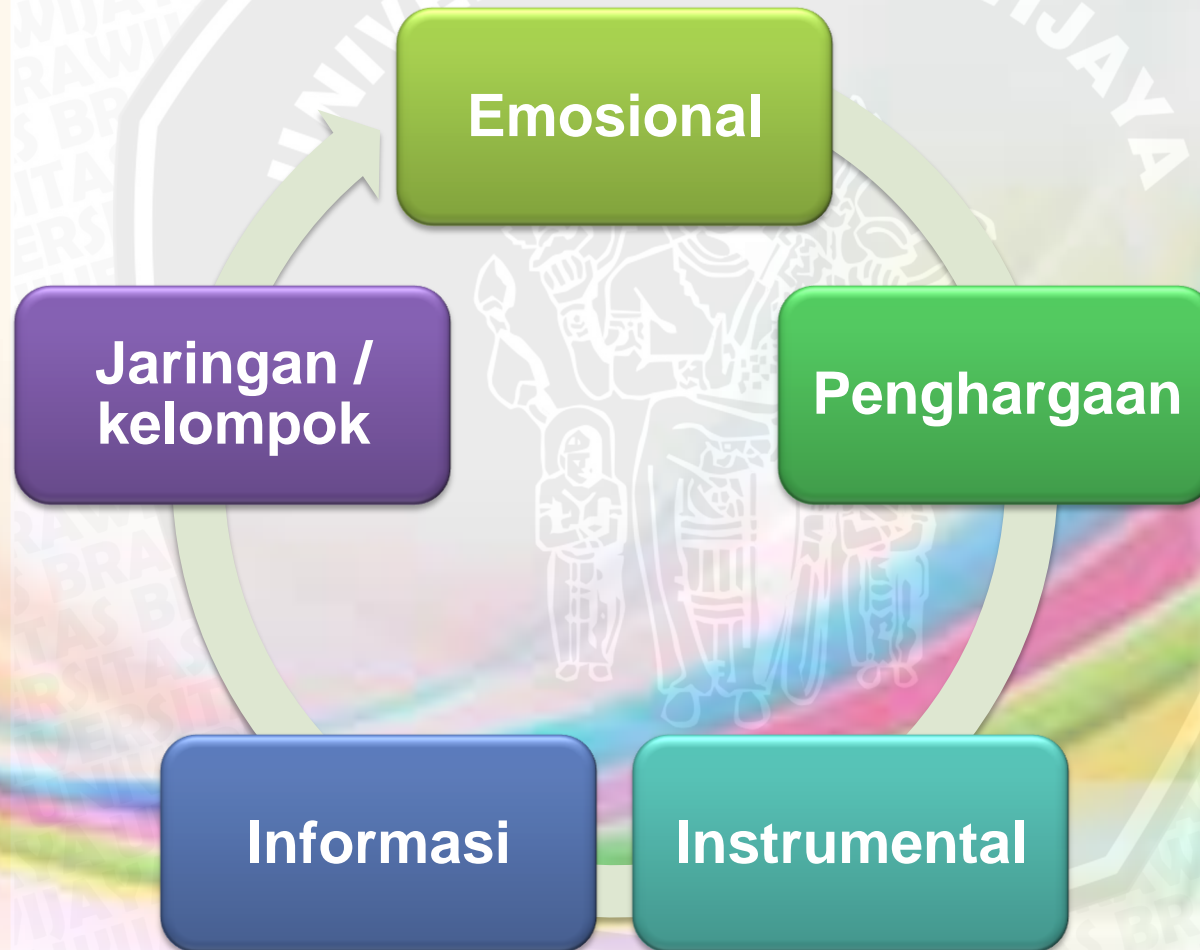 Emosional
Penghargaan
Instrumental
Informasi
Jaringan /
kelompok